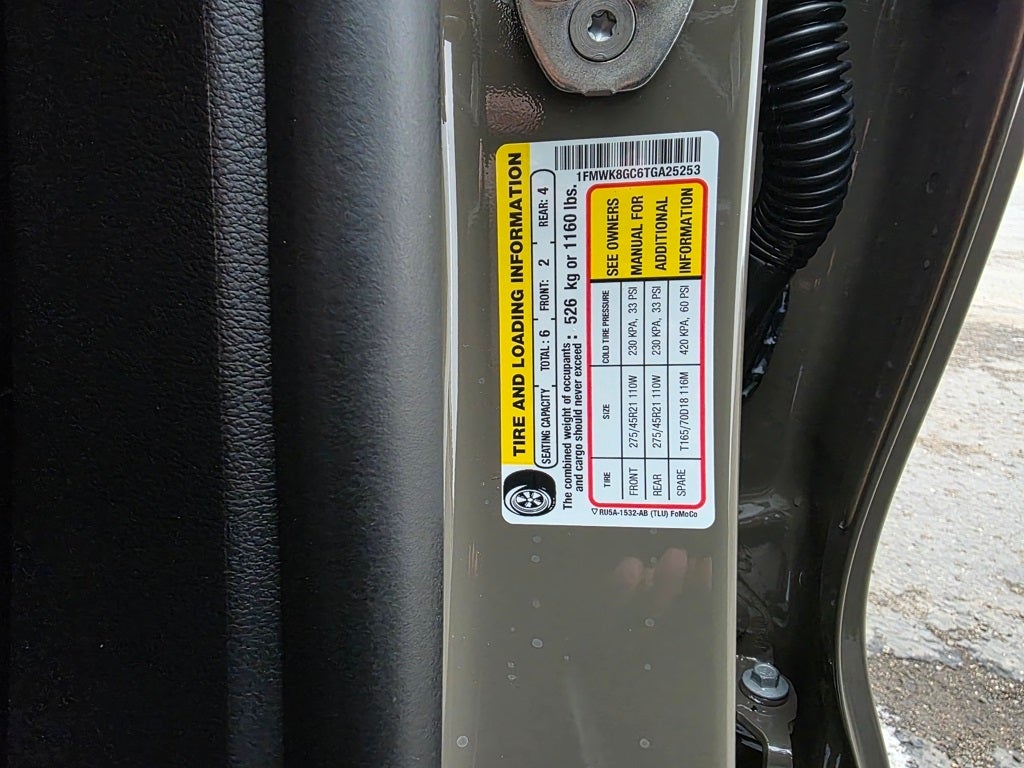 1FMWK8GC6TGA25253
TIRE AND LOADING INFORMATION
SEATING CAPACITY TOTAL: 6 FRONT: 2 REAR: 4
The combined weight of occupants
and cargo should never exceed : 526 kg or 1160 lbs.
TIRE SIZE COLD TIRE PRESSURE SEE OWNERS
FRONT 275/45R21 110W 230 KPA, 33 PSI MANUAL FOR
REAR 275/45R21 110W 230 KPA, 33 PSI ADDITIONAL
SPARE T165/70D18 116M 420 KPA, 60 PSI INFORMATION
RU5A-1532-AB (TLU) FoMoCo